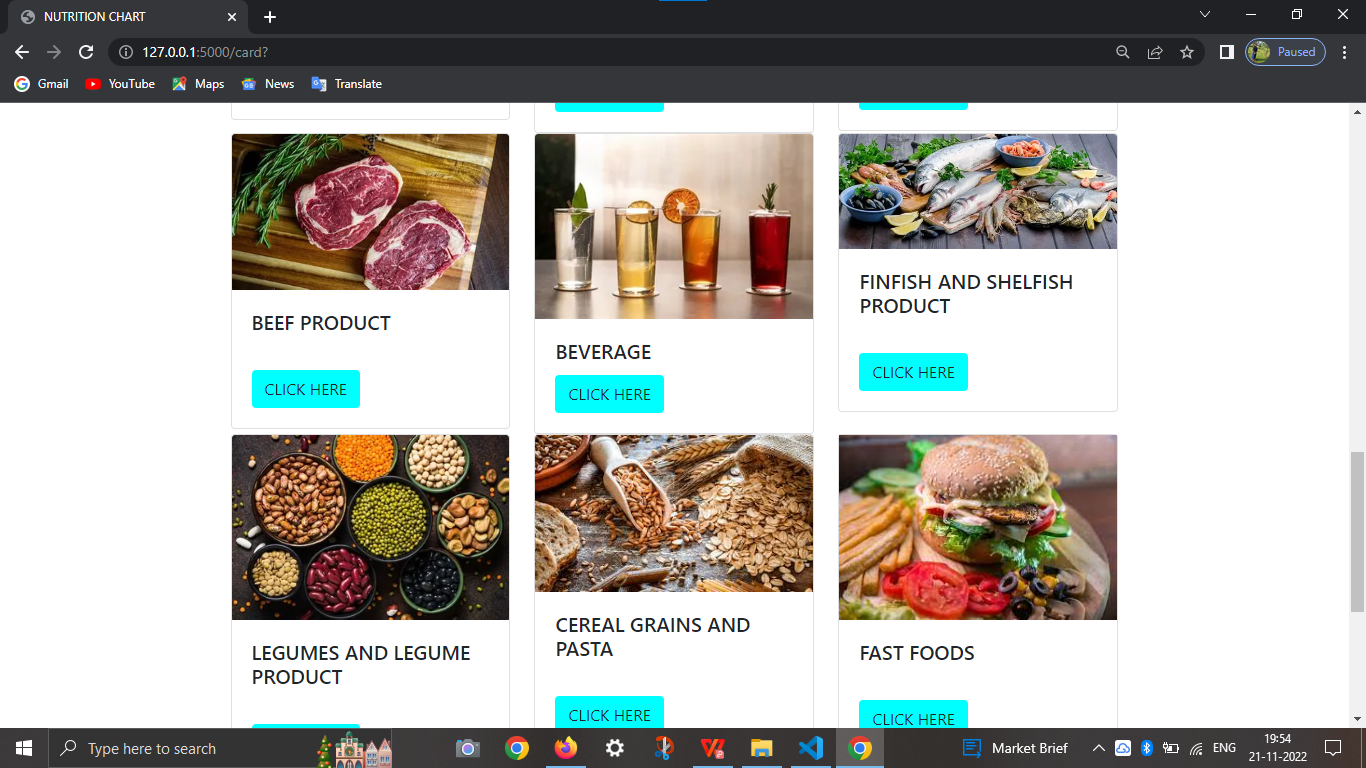 NUTRITION CHART
127.0.0.1:5000/card?
Paused
Gmail
YouTube
Maps
News
Translate
BEEF PRODUCT
CLICK HERE
BEVERAGE
CLICK HERE
FINFISH AND SHELFISH
PRODUCT
CLICK HERE
LEGUMES AND LEGUME
PRODUCT
CEREAL GRAINS AND
PASTA
CLICK HERE
FAST FOODS
CLICK HERE
Type here to search
Market Brief
ENG
19:54
21-11-2022